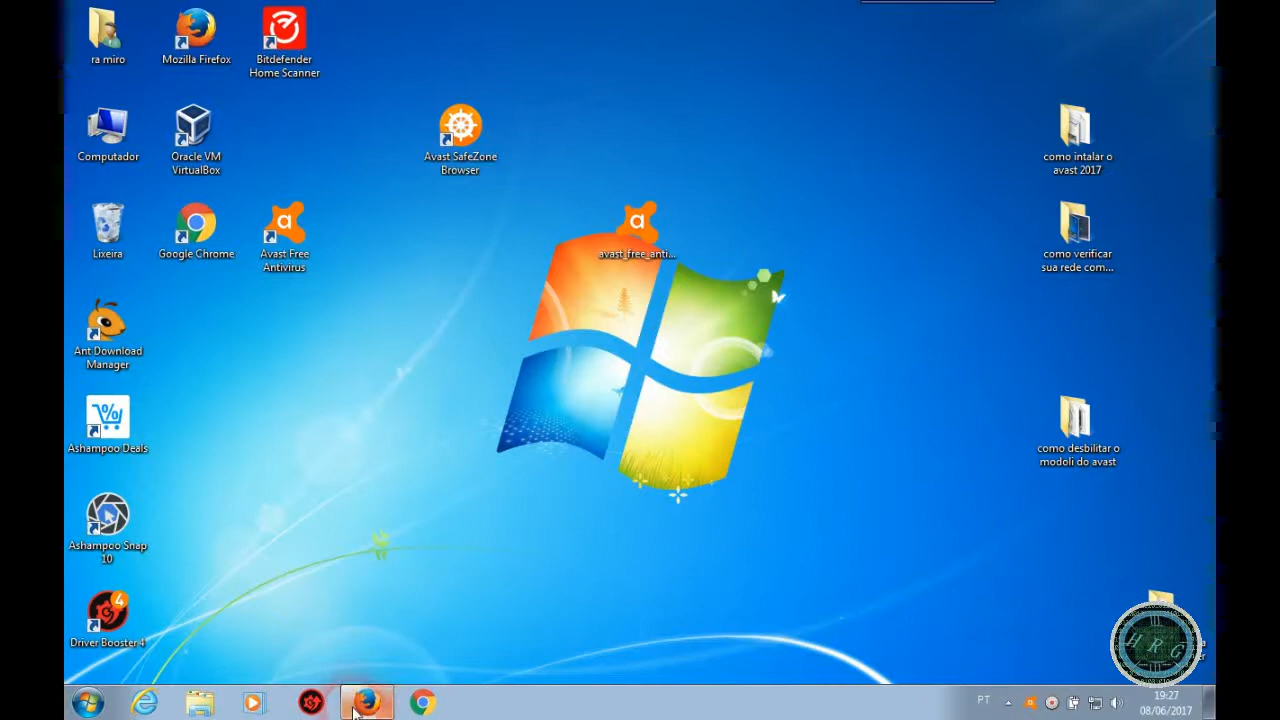 ra miro
Mozilla Firefox
Bitdefender
Home Scanner
Computador
Oracle VM
VirtualBox
Avast SafeZone
Browser
como intalar o
avast 2017
Lixeira
Google Chrome
Avast Free
Antivirus
avast_free_anti...
como verificar
sua rede com...
Ant Download
Manager
Ashampoo Deals
como desbilitar o
modoli do avast
Ashampoo Snap
10
4
Driver Booster 4
H R G
PT
19:27
08/06/2017